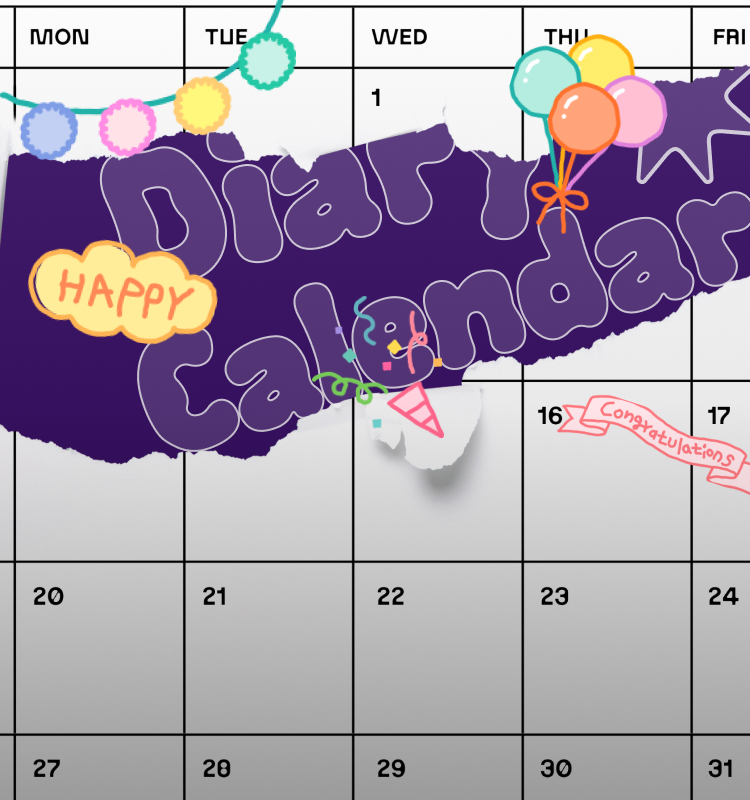 MON TUE WED THU FRI
1
Diary
Calendar
HAPPY
16 Congratulations 17
20 21 22 23 24
27 28 29 30 31